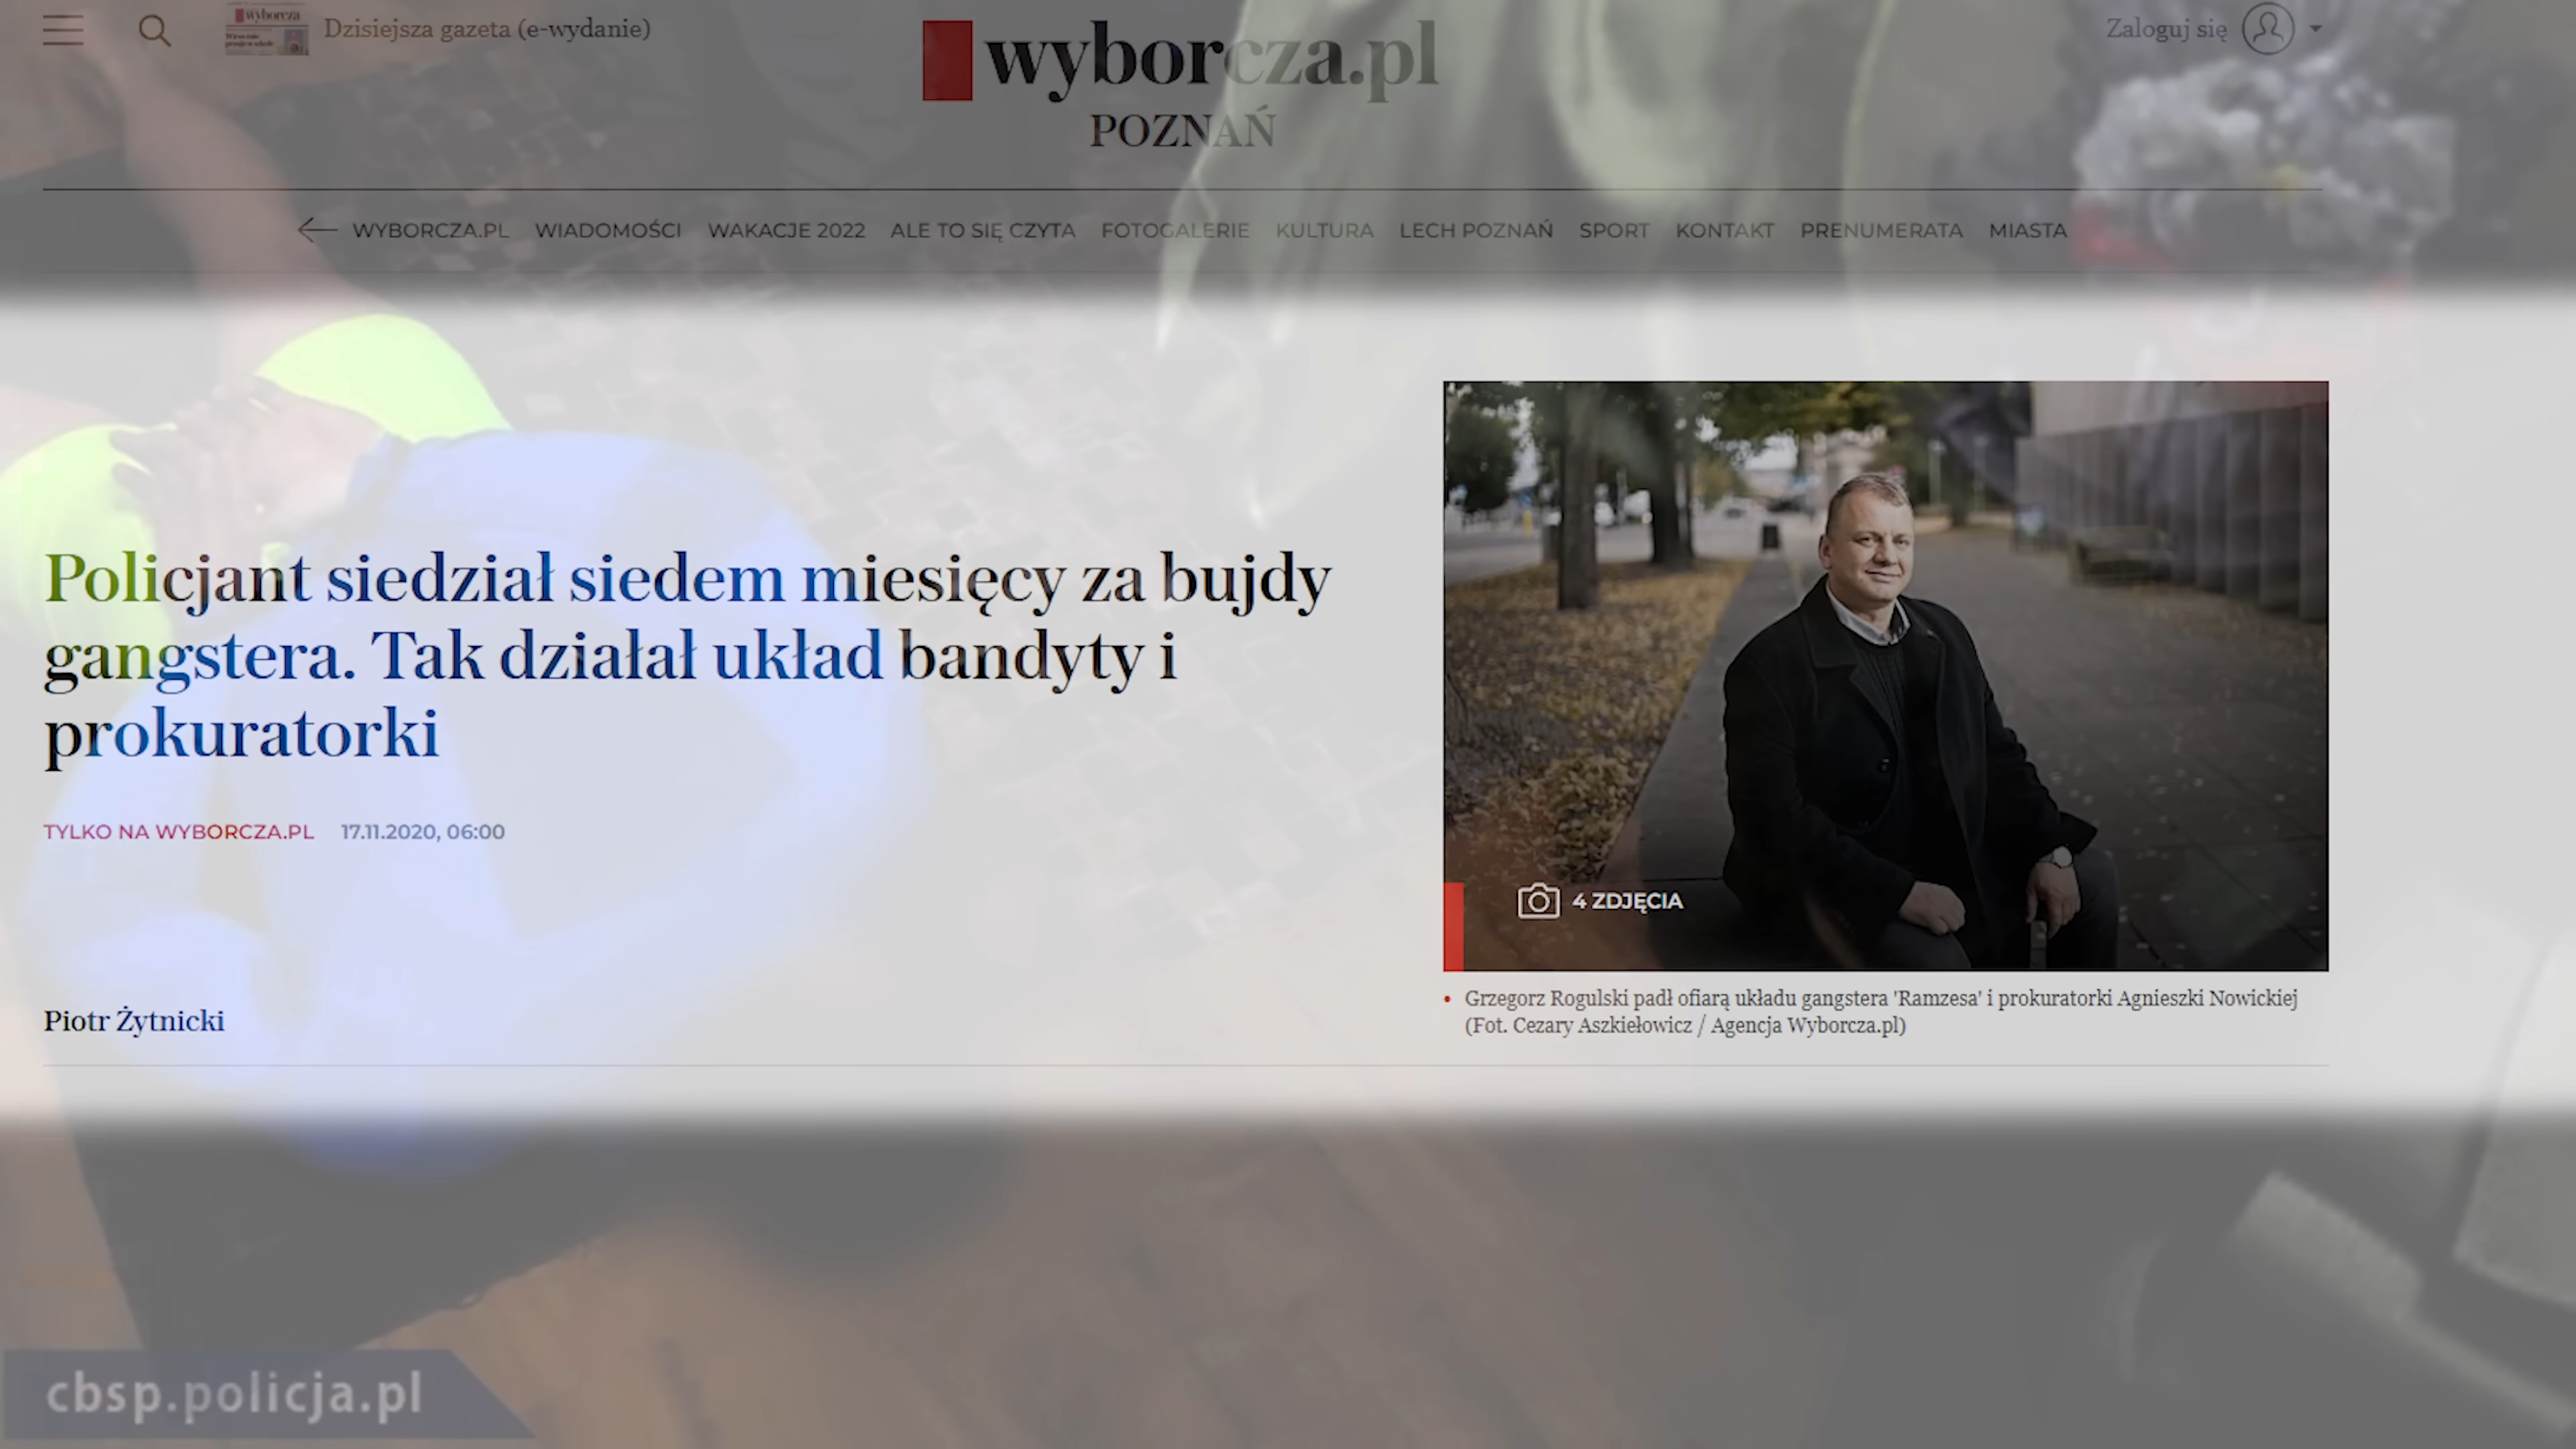 wyborcza
Dzisiejsza gazeta (e-wydanie)
wyborcza.pl
POZNAŃ
Zaloguj się
WYBORCZA.PL WIADOMOŚCI WAKACJE 2022 ALE TO SIĘ CZYTA FOTOGALERIE KULTURA LECH POZNAŃ SPORT KONTAKT PRENUMERATA MIASTA
Policjant siedział siedem miesięcy za bujdy
gangstera. Tak działał układ bandyty i
prokuratorki
TYLKO NA WYBORCZA.PL 17.11.2020, 06:00
Piotr Żytnicki
4 ZDJĘCIA
• Grzegorz Rogulski padł ofiarą układu gangstera 'Ramzesa' i prokuratorki Agnieszki Nowickiej
(Fot. Cezary Aszkiełowicz / Agencja Wyborcza.pl)
cbsp.policja.pl